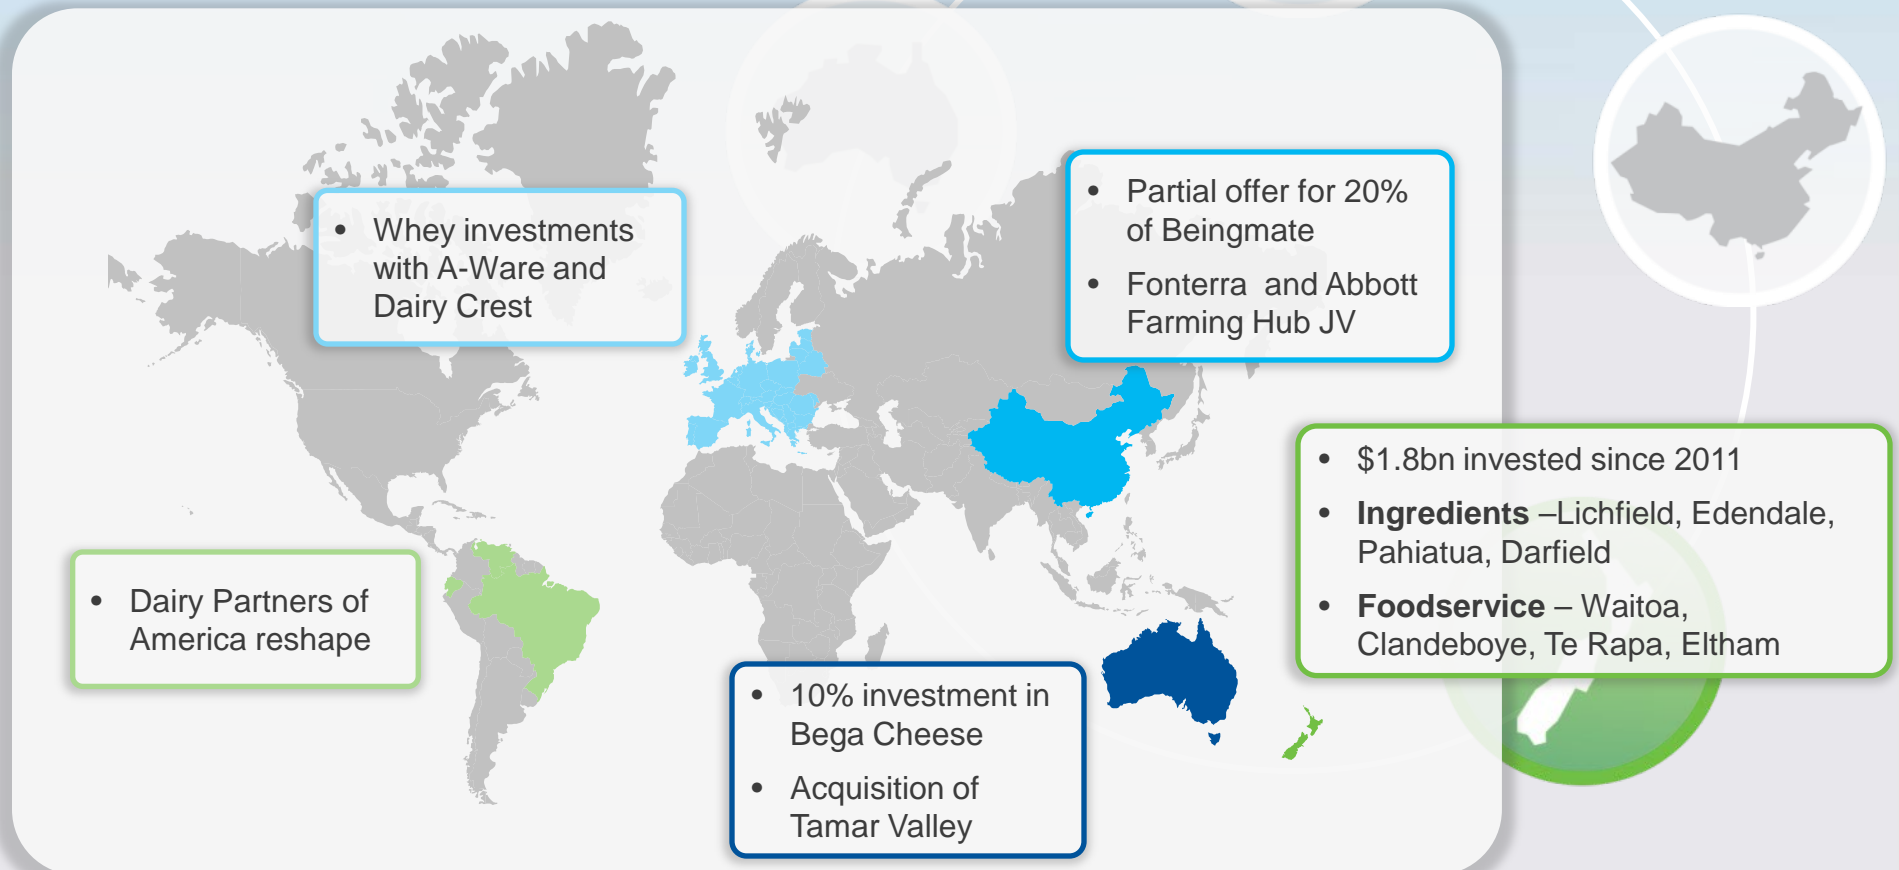 • Whey investments
with A-Ware and
Dairy Crest
• Partial offer for 20%
of Beingmate
• Fonterra and Abbott
Farming Hub JV
• $1.8bn invested since 2011
• Ingredients –Lichfield, Edendale,
Pahiatua, Darfield
• Foodservice – Waitoa,
Clandeboye, Te Rapa, Eltham
• Dairy Partners of
America reshape
• 10% investment in
Bega Cheese
• Acquisition of
Tamar Valley